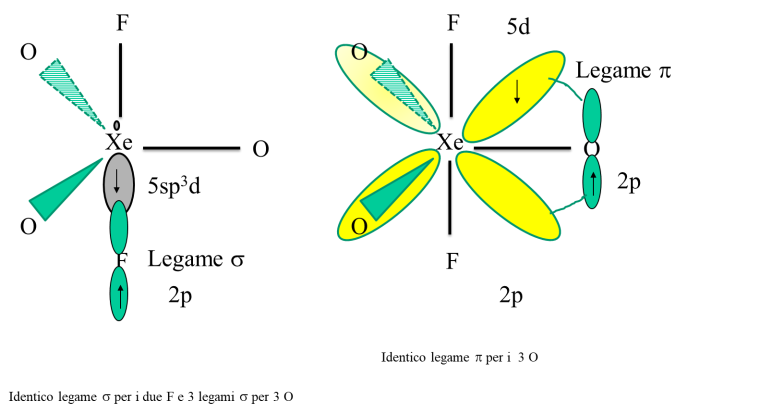 F
O
Xe
O
5sp³d
O
F
Legame σ
2p
F
5d
O
Legame π
Xe
O
2p
O
F
2p
Identico legame π per i 3 O
Identico legame σ per i due F e 3 legami σ per 3 O